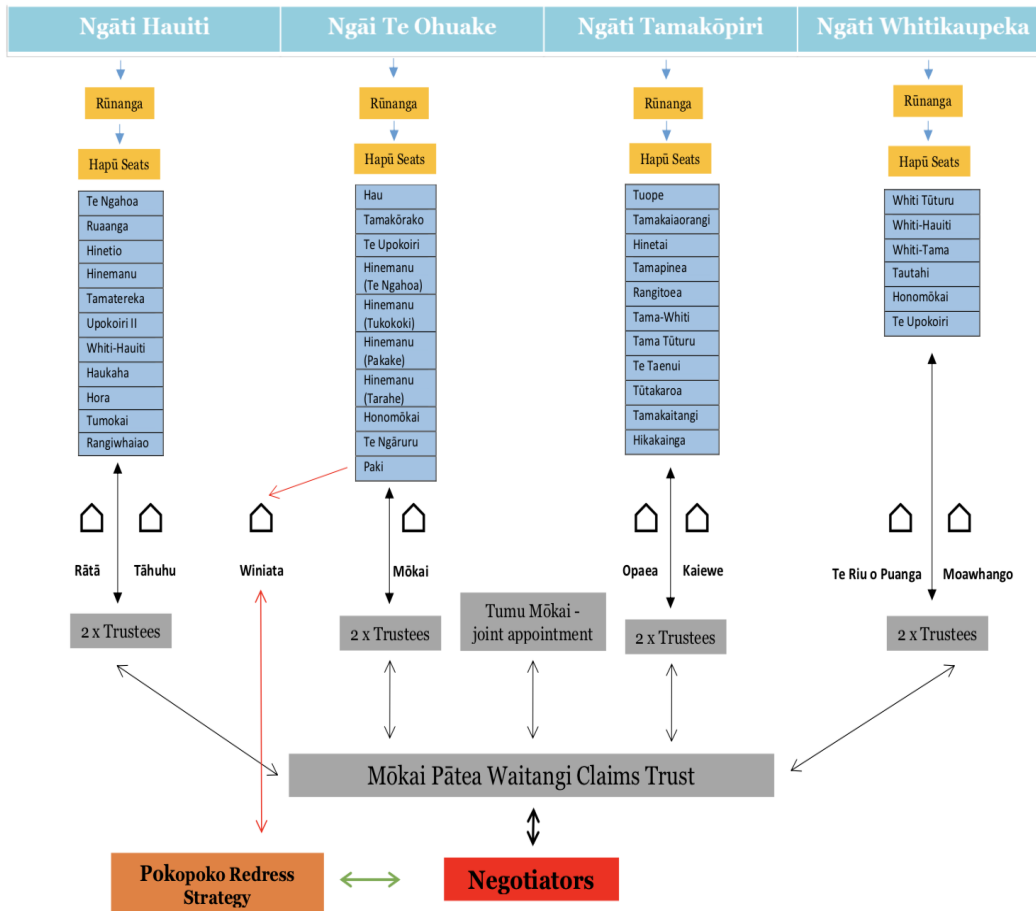 Ngāti Hauiti
Ngāi Te Ohuake
Ngāti Tamakōpiri
Ngāti Whitikaupeka
Rūnanga
Rūnanga
Rūnanga
Rūnanga
Hapū Seats
Hapū Seats
Hapū Seats
Hapū Seats
Te Ngahoa
Ruaanga
Hinetio
Hinemanu
Tamatereka
Upokoiri II
Whiti-Hauiti
Haukaha
Hora
Tumokai
Rangiwhaiao
Hau
Tamakōrako
Te Upokoiri
Hinemanu
(Te Ngahoa)
Hinemanu
(Tukokoki)
Hinemanu
(Pakake)
Hinemanu
(Tarahe)
Honomōkai
Te Ngāruru
Paki
Tuope
Tamakaiaorangi
Hinetai
Tamapinea
Rangitoea
Tama-Whiti
Tama Tūturu
Te Taenui
Tūtakaroa
Tamakaitangi
Hikakainga
Whiti Tūturu
Whiti-Hauiti
Whiti-Tama
Tautahi
Honomōkai
Te Upokoiri
Rātā
Tāhuhu
Winiata
Mōkai
Opaea
Kaiewe
Te Riu o Puanga
Moawhango
2 x Trustees
2 x Trustees
Tumu Mōkai -
joint appointment
2 x Trustees
2 x Trustees
Mōkai Pātea Waitangi Claims Trust
Pokopoko Redress
Strategy
Negotiators